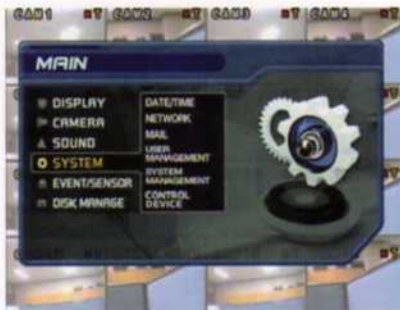 CAM1 T CAM2 T CAM3 T CAM4 T
MAIN
DISPLAY
CAMERA
SOUND
SYSTEM
EVENT/SENSOR
DISK MANAGE
DATE/TIME
NETWORK
MAIL
USER
MANAGEMENT
SYSTEM
MANAGEMENT
CONTROL
DEVICE